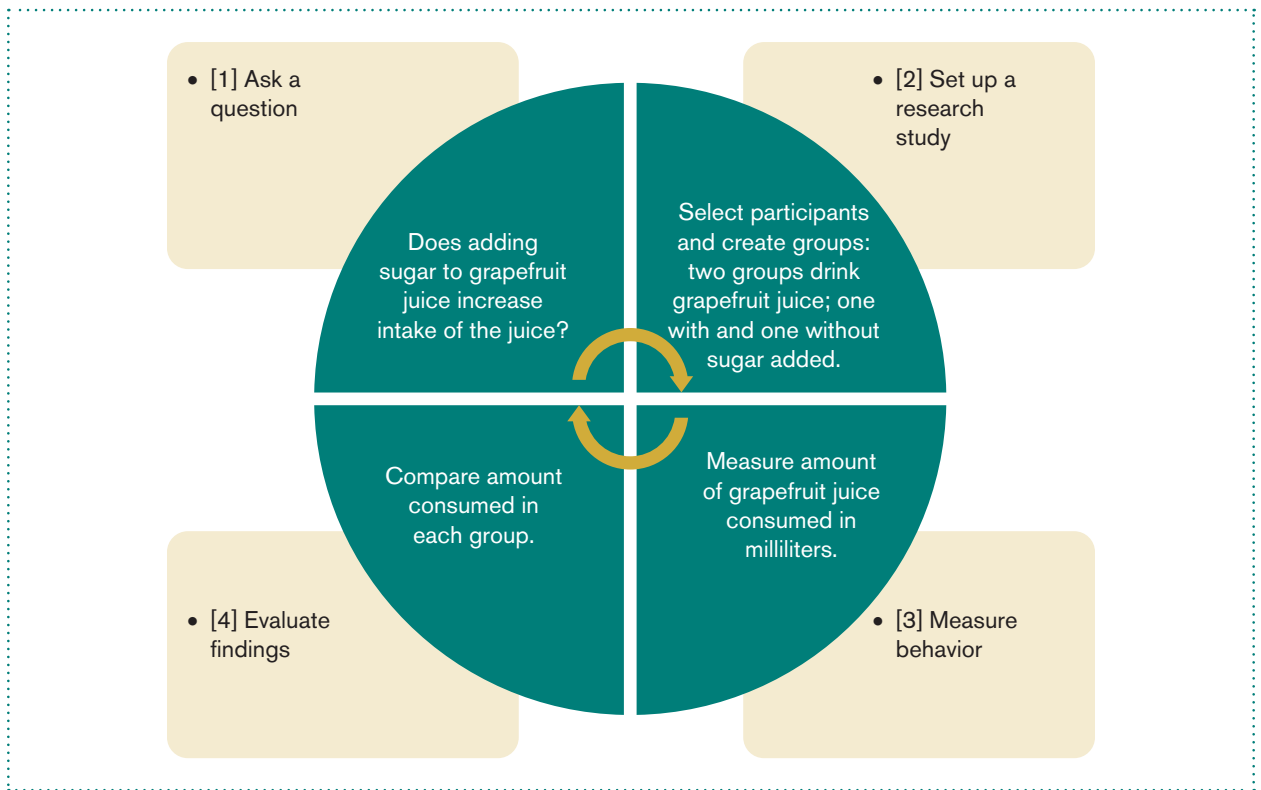 • [1] Ask a
question
Does adding
sugar to grapefruit
juice increase
intake of the juice?
• [2] Set up a
research
study
Select participants
and create groups:
two groups drink
grapefruit juice; one
with and one without
sugar added.
• [3] Measure
behavior
Measure amount
of grapefruit juice
consumed in
milliliters.
• [4] Evaluate
findings
Compare amount
consumed in
each group.